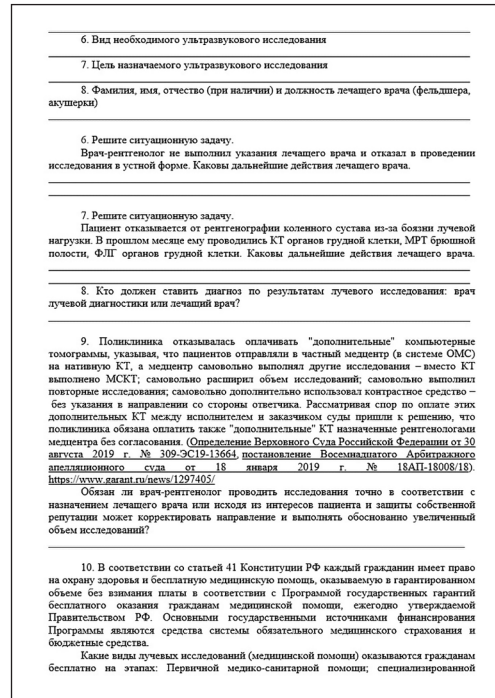 6. Вид необходимого ультразвукового исследования
7. Цель назначаемого ультразвукового исследования
8. Фамилия, имя, отчество (при наличии) и должность лечащего врача (фельдшера,
акушерки)
6. Решите ситуационную задачу.
Врач-рентгенолог не выполнил указания лечащего врача и отказал в проведении
исследования в устной форме. Каковы дальнейшие действия лечащего врача.
7. Решите ситуационную задачу.
Пациент отказывается от рентгенографии коленного сустава из-за боязни лучевой
нагрузки. В прошлом месяце ему проводились КТ органов грудной клетки, МРТ брюшной
полости, ФЛГ органов грудной клетки. Каковы дальнейшие действия лечащего врача.
8. Кто должен ставить диагноз по результатам лучевого исследования: врач
лучевой диагностики или лечащий врач?
9. Поликлиника отказывалась оплачивать "дополнительные" компьютерные
томограммы, указывая, что пациентов отправляли в частный медцентр (в системе ОМС)
на нативную КТ, а медцентр самовольно выполнял другие исследования – вместо КТ
выполнено МСКТ; самовольно расширил объем исследований; самовольно выполнил
повторные исследования; самовольно дополнительно использовал контрастное средство –
без указания в направлении со стороны ответчика. Рассматривая спор по оплате этих
дополнительных КТ между исполнителем и заказчиком суды пришли к решению, что
поликлиника обязана оплатить также "дополнительные" КТ назначенные рентгенологами
медцентра без согласования. (Определение Верховного Суда Российской Федерации от 30
августа 2019 г. № 309-ЭС19-13664, постановление Восемнадцатого Арбитражного
апелляционного суда от 18 января 2019 г. № 18АП-18008/18).
https://www.garant.ru/news/1297405/
Обязан ли врач-рентгенолог проводить исследования точно в соответствии с
назначением лечащего врача или исходя из интересов пациента и защиты собственной
репутации может корректировать направление и выполнять обоснованно увеличенный
объем исследований?
10. В соответствии со статьей 41 Конституции РФ каждый гражданин имеет право
на охрану здоровья и бесплатную медицинскую помощь, оказываемую в гарантированном
объеме без взимания платы в соответствии с Программой государственных гарантий
бесплатного оказания гражданам медицинской помощи, ежегодно утверждаемой
Правительством РФ. Основными государственными источниками финансирования
Программы являются средства системы обязательного медицинского страхования и
бюджетные средства.
Какие виды лучевых исследований (медицинской помощи) оказываются гражданам
бесплатно на этапах: Первичной медико-санитарной помощи; специализированной